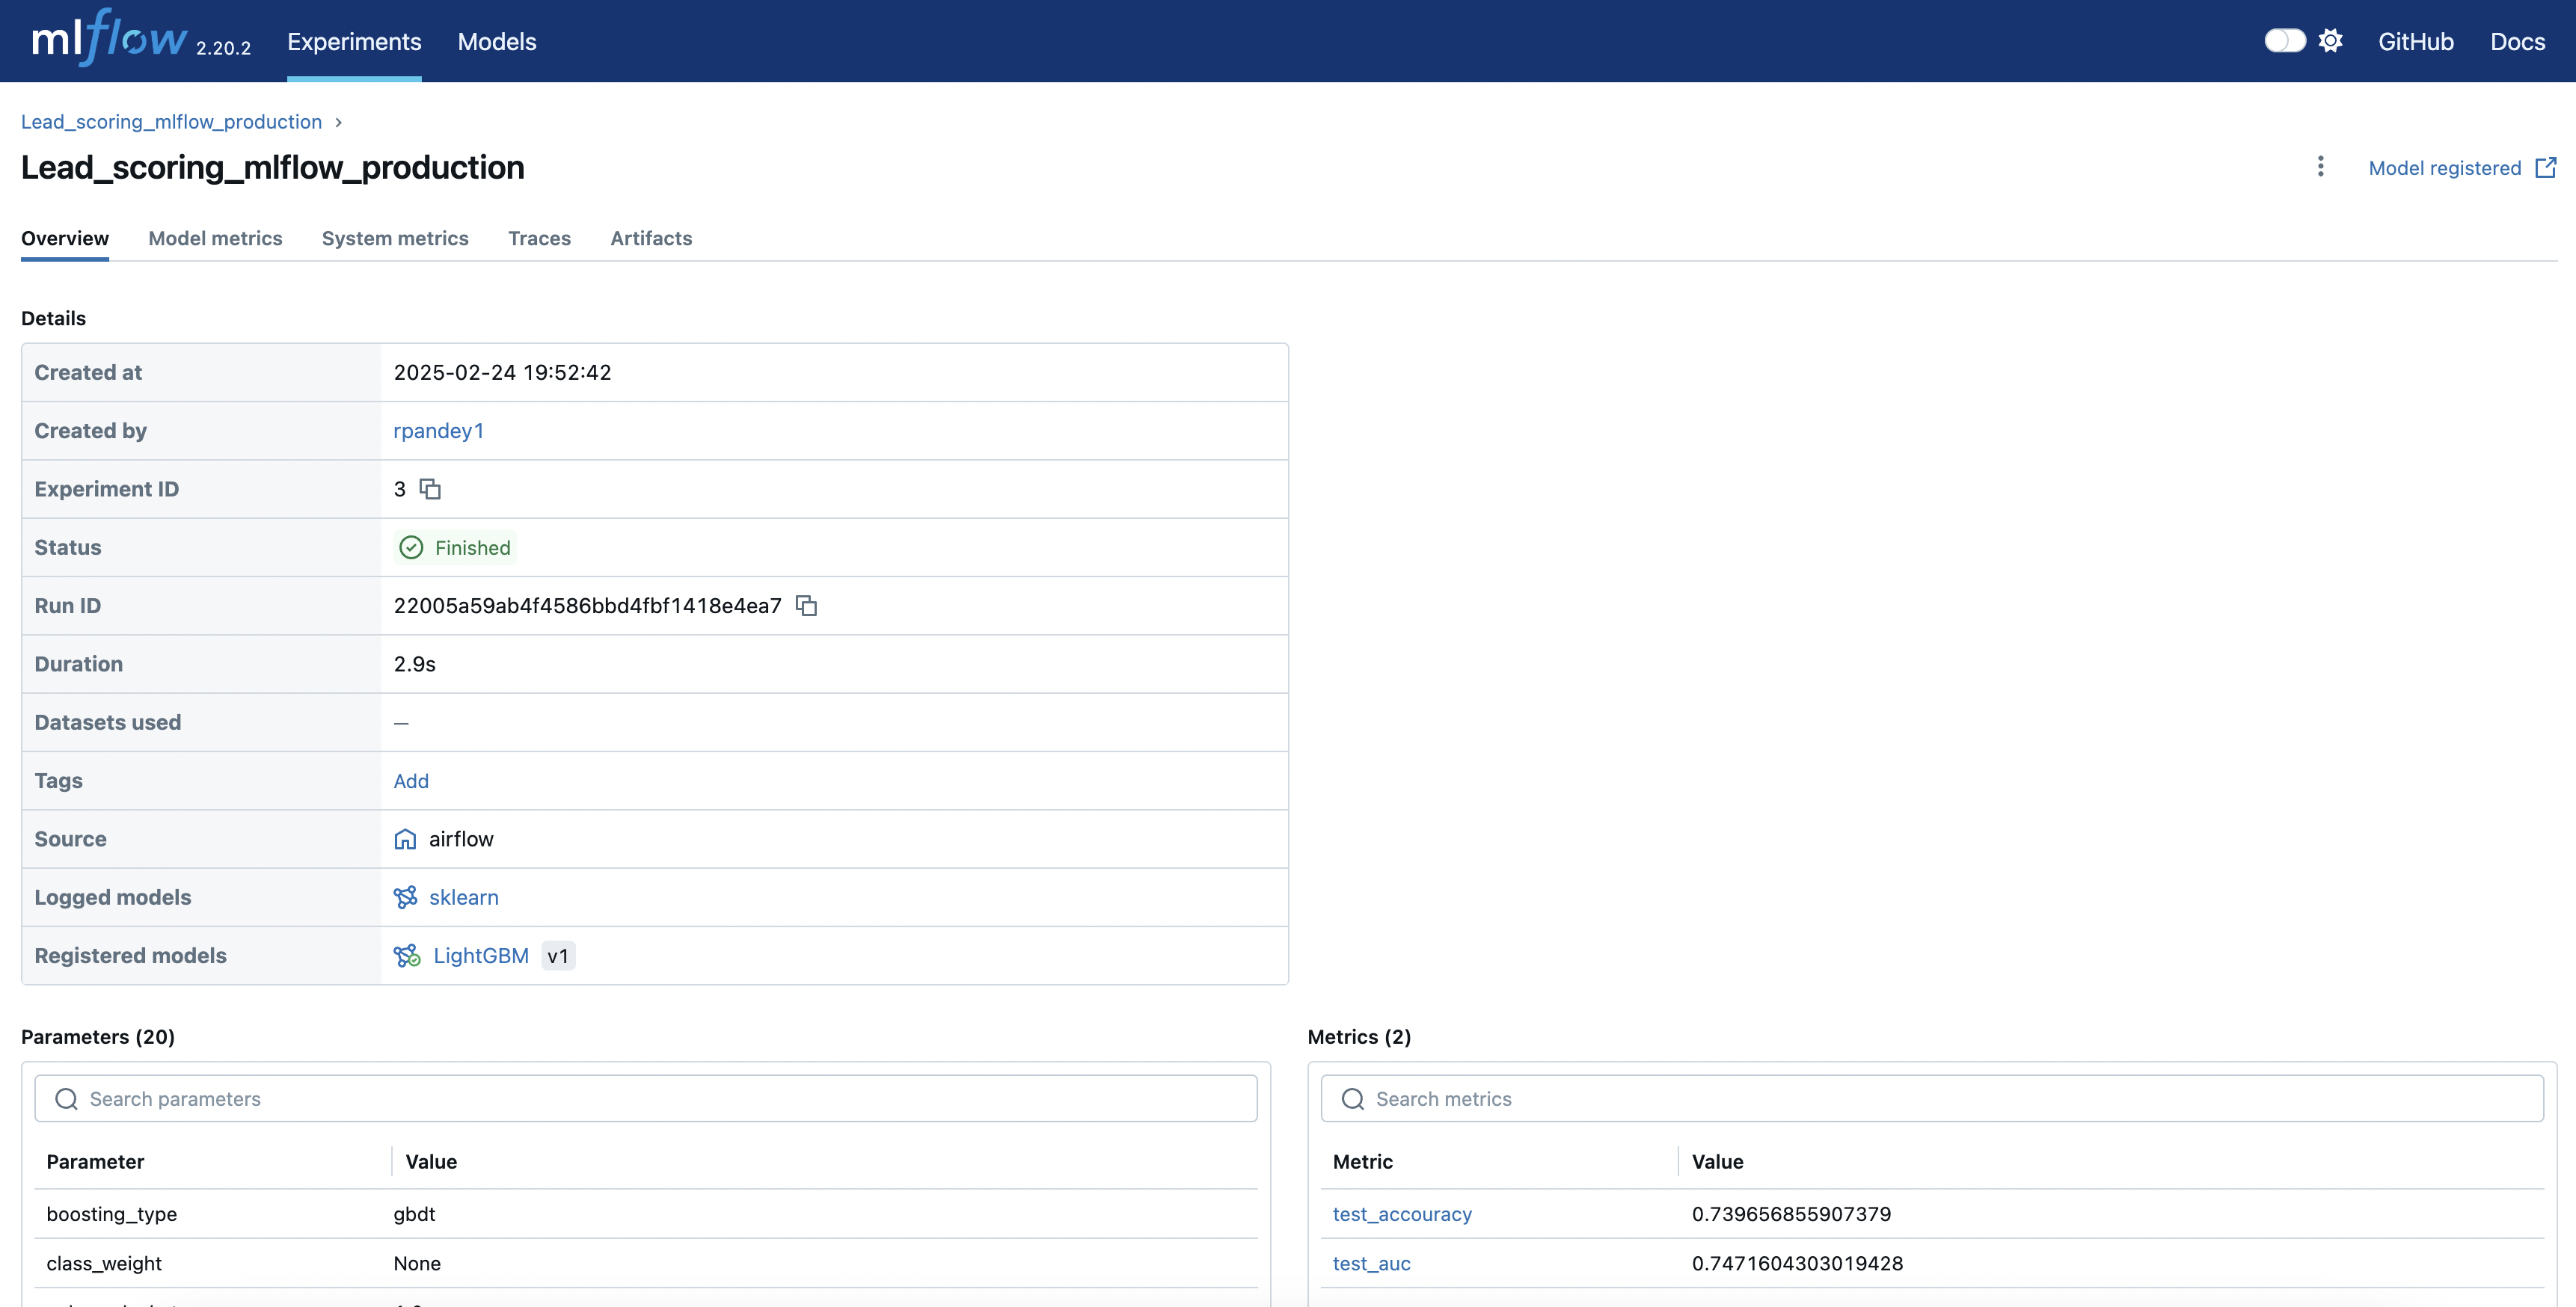 mlflow 2.20.2 Experiments Models GitHub Docs
Lead_scoring_mlflow_production
Lead_scoring_mlflow_production
Model registered
Overview Model metrics System metrics Traces Artifacts
Details
Created at 2025-02-24 19:52:42
Created by rpandey1
Experiment ID 3
Status Finished
Run ID 22005a59ab4f4586bbd4fbf1418e4ea7
Duration 2.9s
Datasets used —
Tags Add
Source airflow
Logged models sklearn
Registered models LightGBM v1
Parameters (20) Metrics (2)
Search parameters Search metrics
Parameter Value Metric Value
boosting_type gbdt test_accouracy 0.739656855907379
class_weight None test_auc 0.7471604303019428